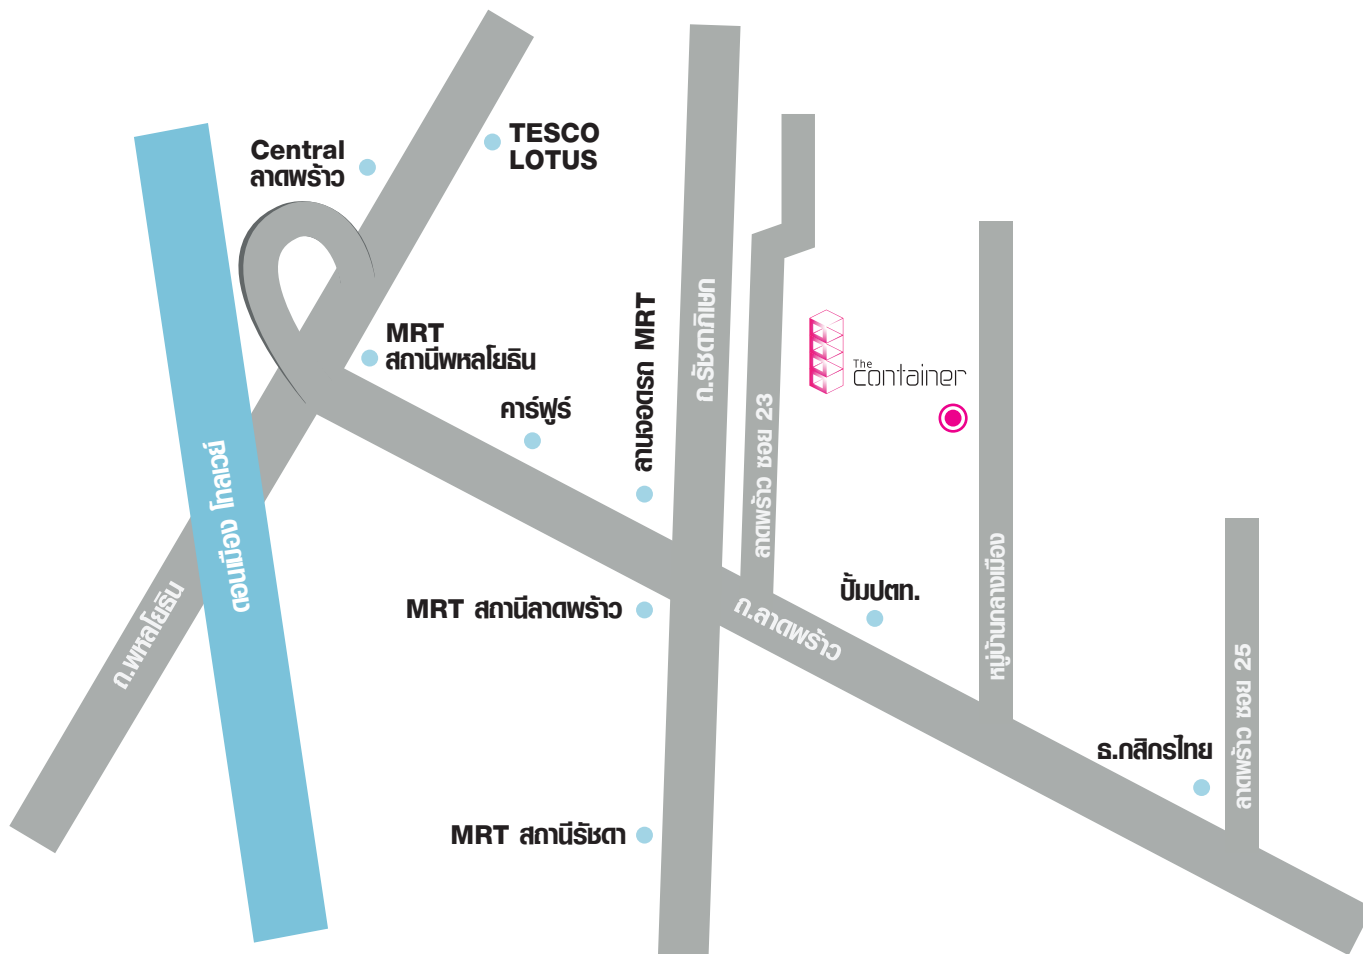 TESCO
LOTUS
Central
ลาดพร้าว
MRT
สถานีพหลโยธิน
คาร์ฟูร์
ลานจอดรถ MRT
ถ.รัชดาภิเษก
ลาดพร้าว ซอย 23
The
container
ดอนเมือง โทลเวย์
ถ.พหลโยธิน
MRT สถานีลาดพร้าว
ถ.ลาดพร้าว
ปั้มปตท.
หมู่บ้านกลางเมือง
ลาดพร้าว ซอย 25
ธ.กสิกรไทย
MRT สถานีรัชดา